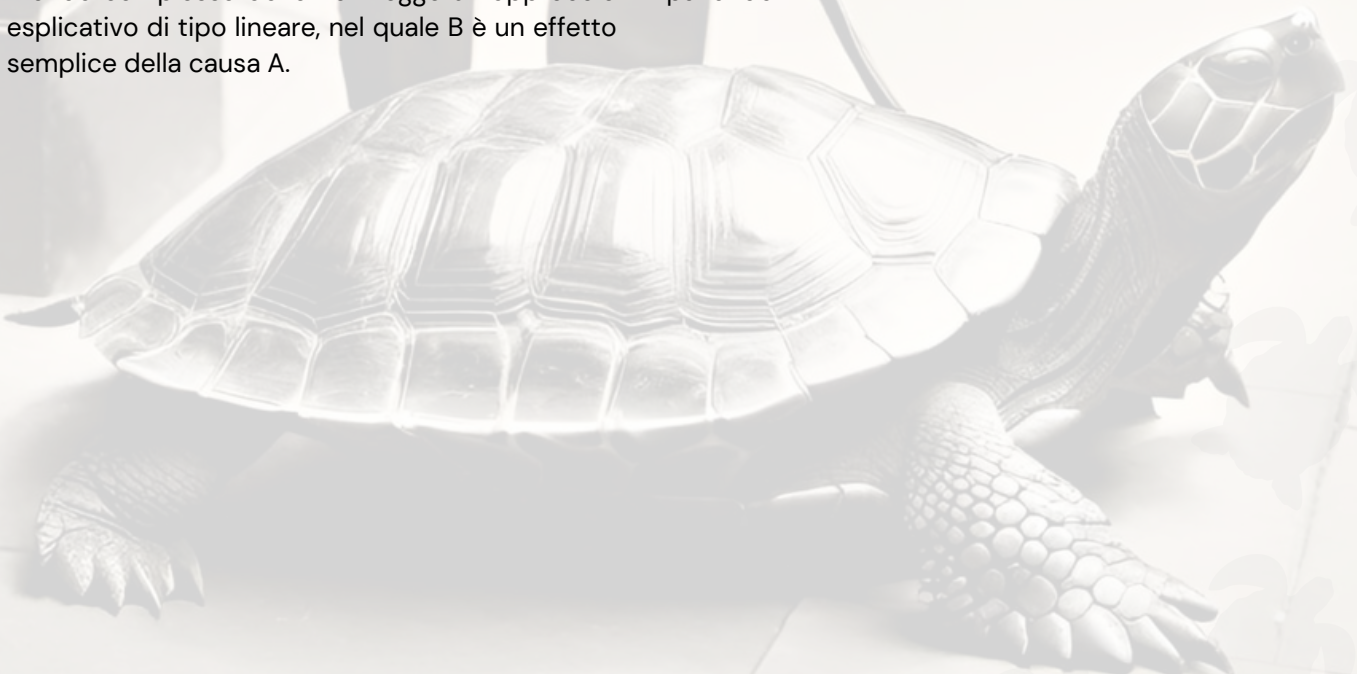 esplicativo di tipo lineare, nel quale B è un effetto
semplice della causa A.